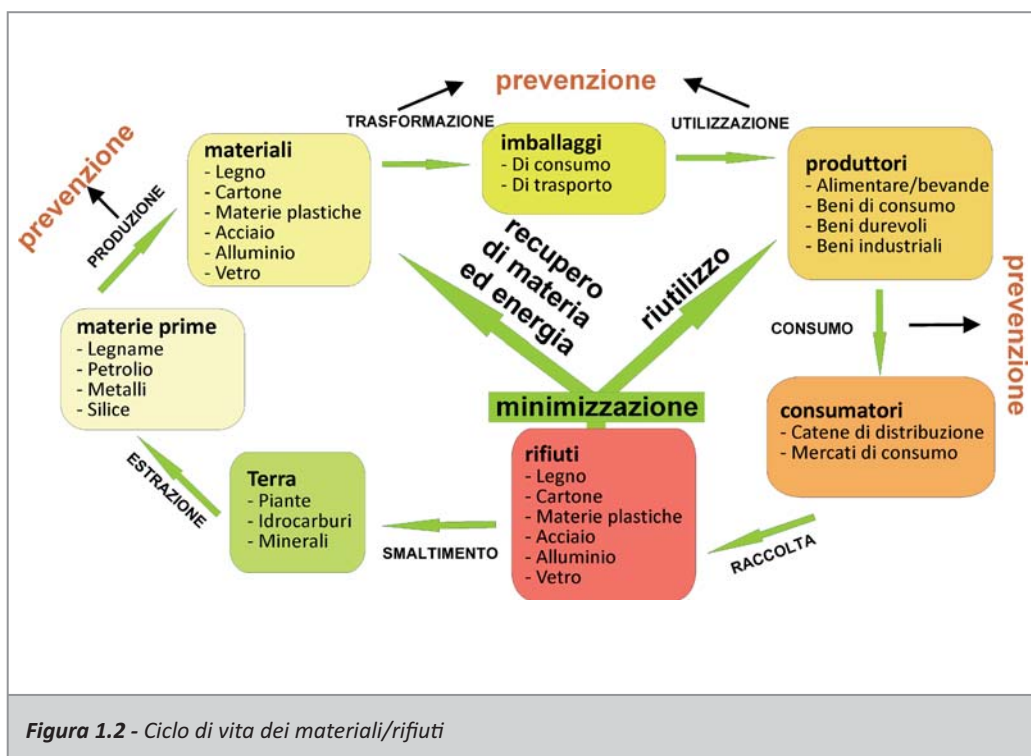 prevenzione
TRASFORMAZIONE
UTILIZZAZIONE
prevenzione
PRODUZIONE
materiali
- Legno
- Cartone
- Materie plastiche
- Acciaio
- Alluminio
- Vetro
imballaggi
- Di consumo
- Di trasporto
produttori
- Alimentare/bevande
- Beni di consumo
- Beni durevoli
- Beni industriali
recupero
di materia
ed energia
riutilizzo
prevenzione
CONSUMO
materie prime
- Legname
- Petrolio
- Metalli
- Silice
minimizzazione
consumatori
- Catene di distribuzione
- Mercati di consumo
ESTRAZIONE
Terra
- Piante
- Idrocarburi
- Minerali
SMALTIMENTO
rifiuti
- Legno
- Cartone
- Materie plastiche
- Acciaio
- Alluminio
- Vetro
RACCOLTA
Figura 1.2 - Ciclo di vita dei materiali/rifiuti